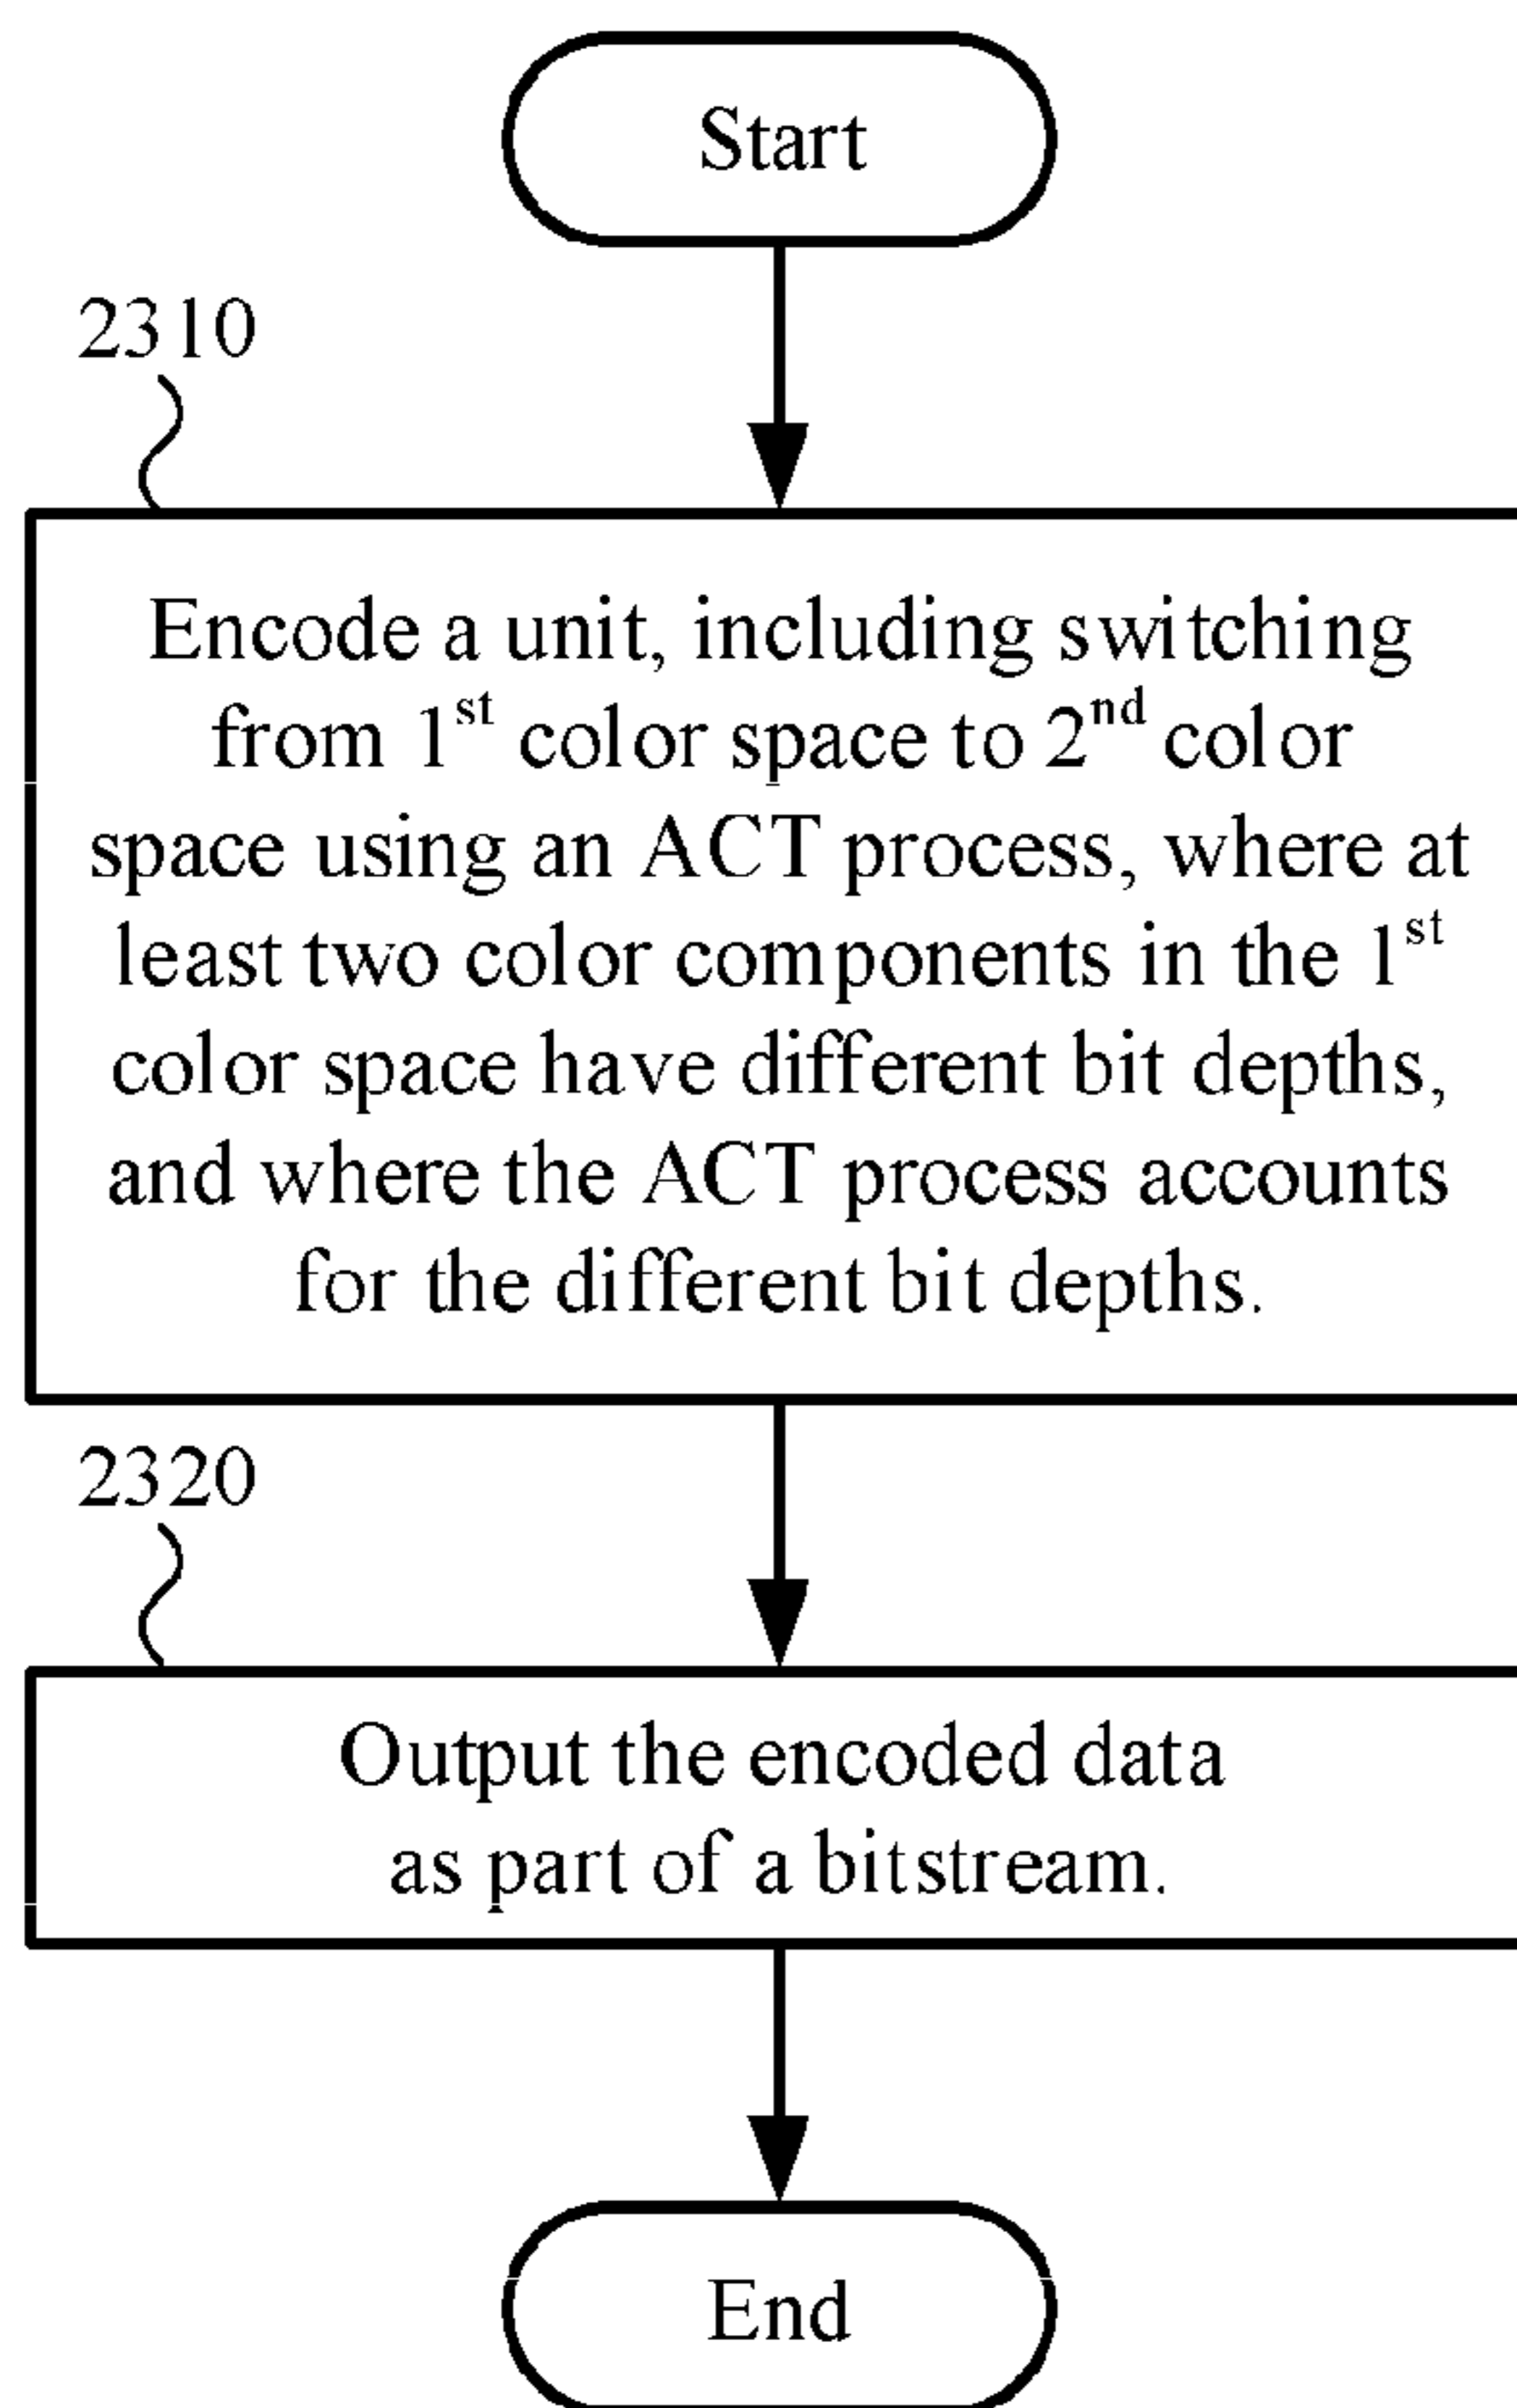 Start
2310
Encode a unit, including switching
from 1st color space to 2nd color
space using an ACT process, where at
least two color components in the 1st
color space have different bit depths,
and where the ACT process accounts
for the different bit depths.
2320
Output the encoded data
as part of a bitstream.
End